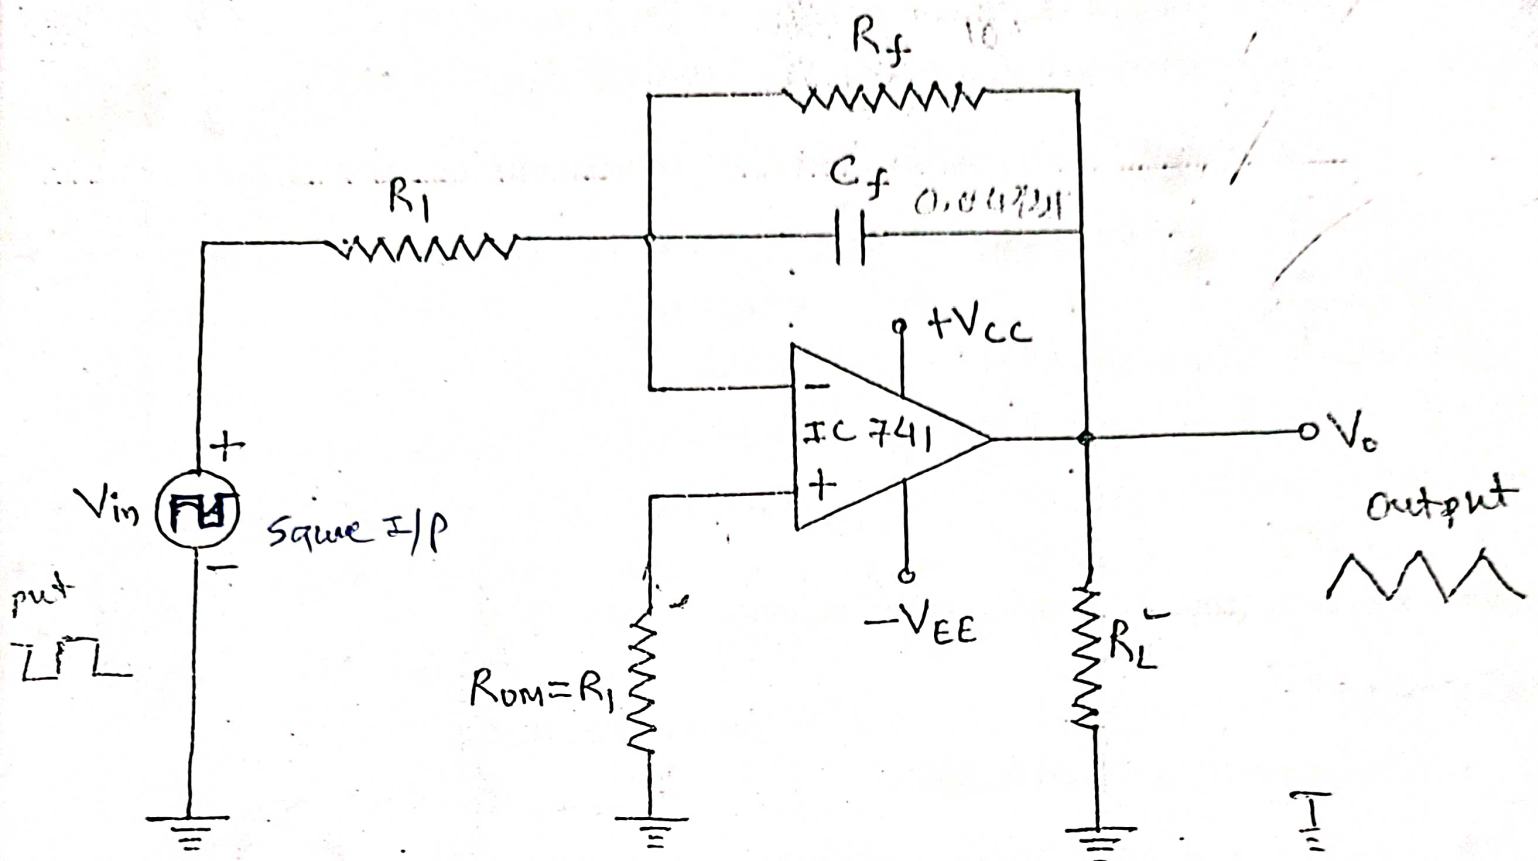 Rf
Cf
R1
+VCC
−
IC 741
+
Vo
+
Vin
Squre I/P
−
output
put
−VEE
RL
ROM=R1